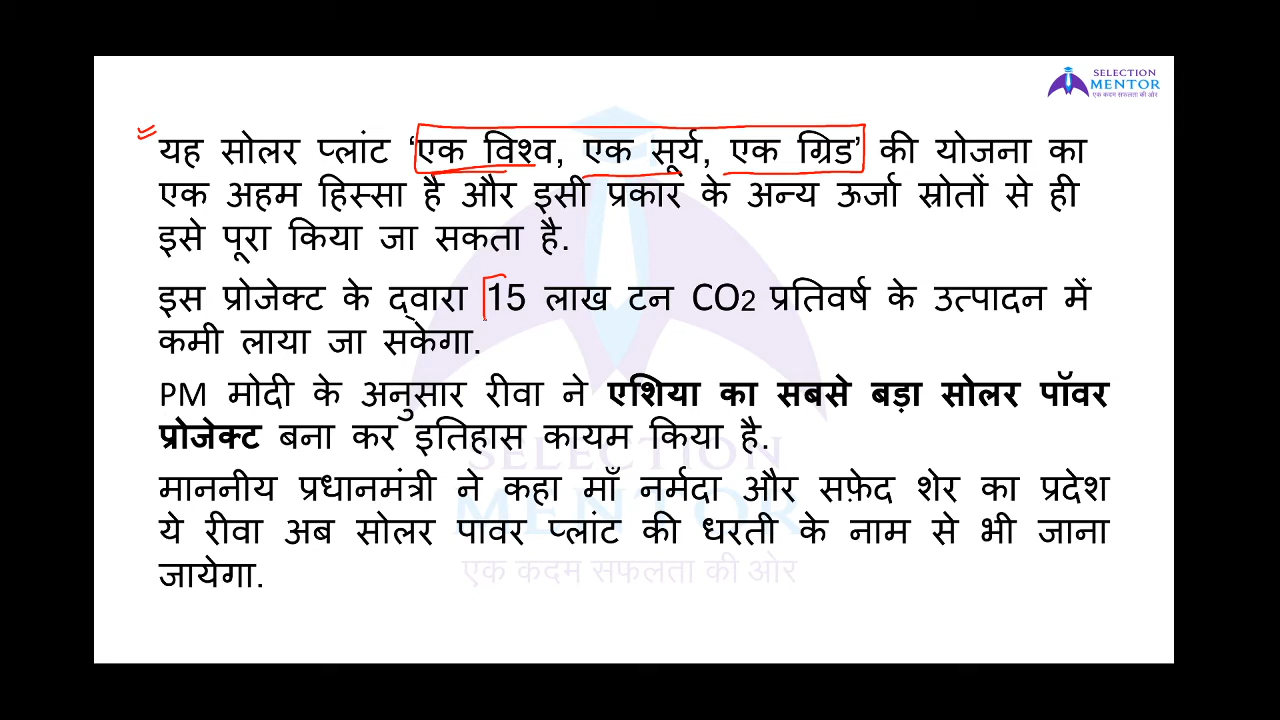 SELECTION
MENTOR
एक कदम सफलता की ओर
यह सोलर प्लांट ‘एक विश्व, एक सूर्य, एक ग्रिड’ की योजना का
एक अहम हिस्सा है और इसी प्रकार के अन्य ऊर्जा स्रोतों से ही
इसे पूरा किया जा सकता है.
इस प्रोजेक्ट के द्वारा 15 लाख टन CO2 प्रतिवर्ष के उत्पादन में
कमी लाया जा सकेगा.
PM मोदी के अनुसार रीवा ने एशिया का सबसे बड़ा सोलर पॉवर
प्रोजेक्ट बना कर इतिहास कायम किया है.
माननीय प्रधानमंत्री ने कहा माँ नर्मदा और सफ़ेद शेर का प्रदेश
ये रीवा अब सोलर पावर प्लांट की धरती के नाम से भी जाना
जायेगा.
SELECTION
MENTOR
एक कदम सफलता की ओर